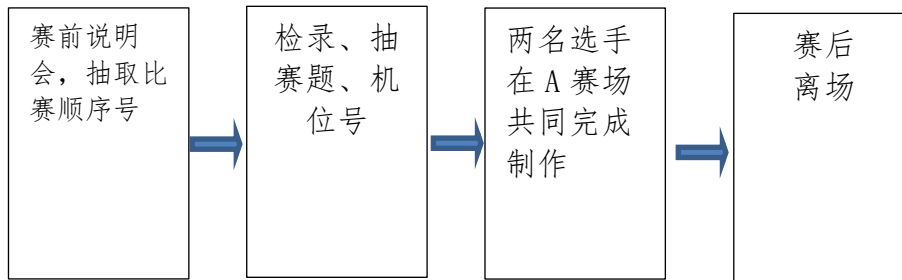 赛前说明
会，抽取比
赛顺序号
检录、抽
赛题、机
位号
两名选手
在 A 赛场
共同完成
制作
赛后
离场